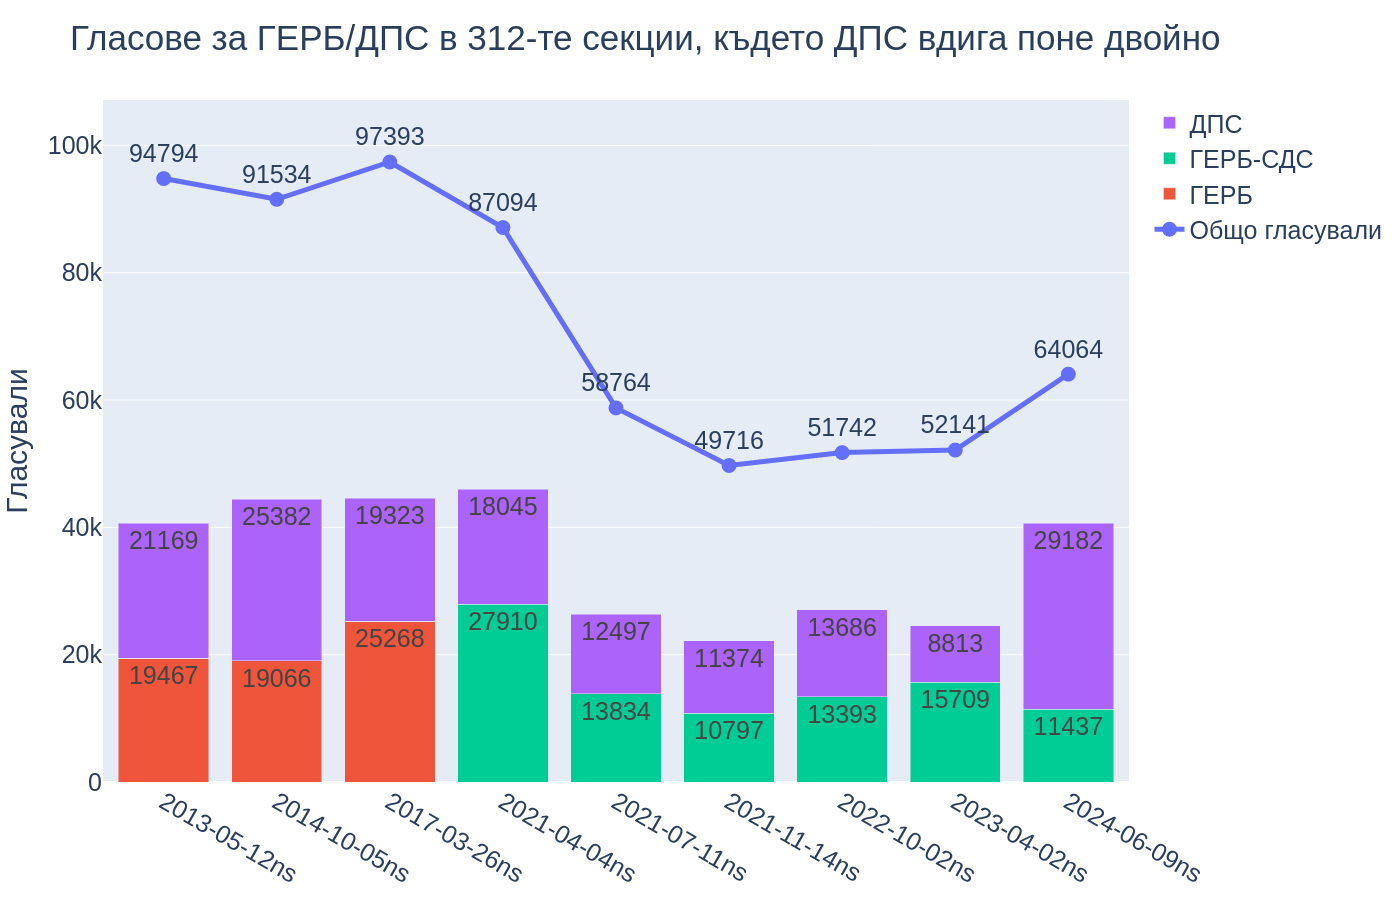 Гласове за ГЕРБ/ДПС в 312-те секции, където ДПС вдига поне двойно
ДПС
ГЕРБ-СДС
ГЕРБ
Общо гласували
Гласували
100k
80k
60k
40k
20k
0
94794
91534
97393
87094
58764
49716
51742
52141
64064
21169
25382
19323
18045
12497
11374
13686
8813
29182
19467
19066
25268
27910
13834
10797
13393
15709
11437
2013-05-12ns
2014-10-05ns
2017-03-26ns
2021-04-04ns
2021-07-11ns
2021-11-14ns
2022-10-02ns
2023-04-02ns
2024-06-09ns